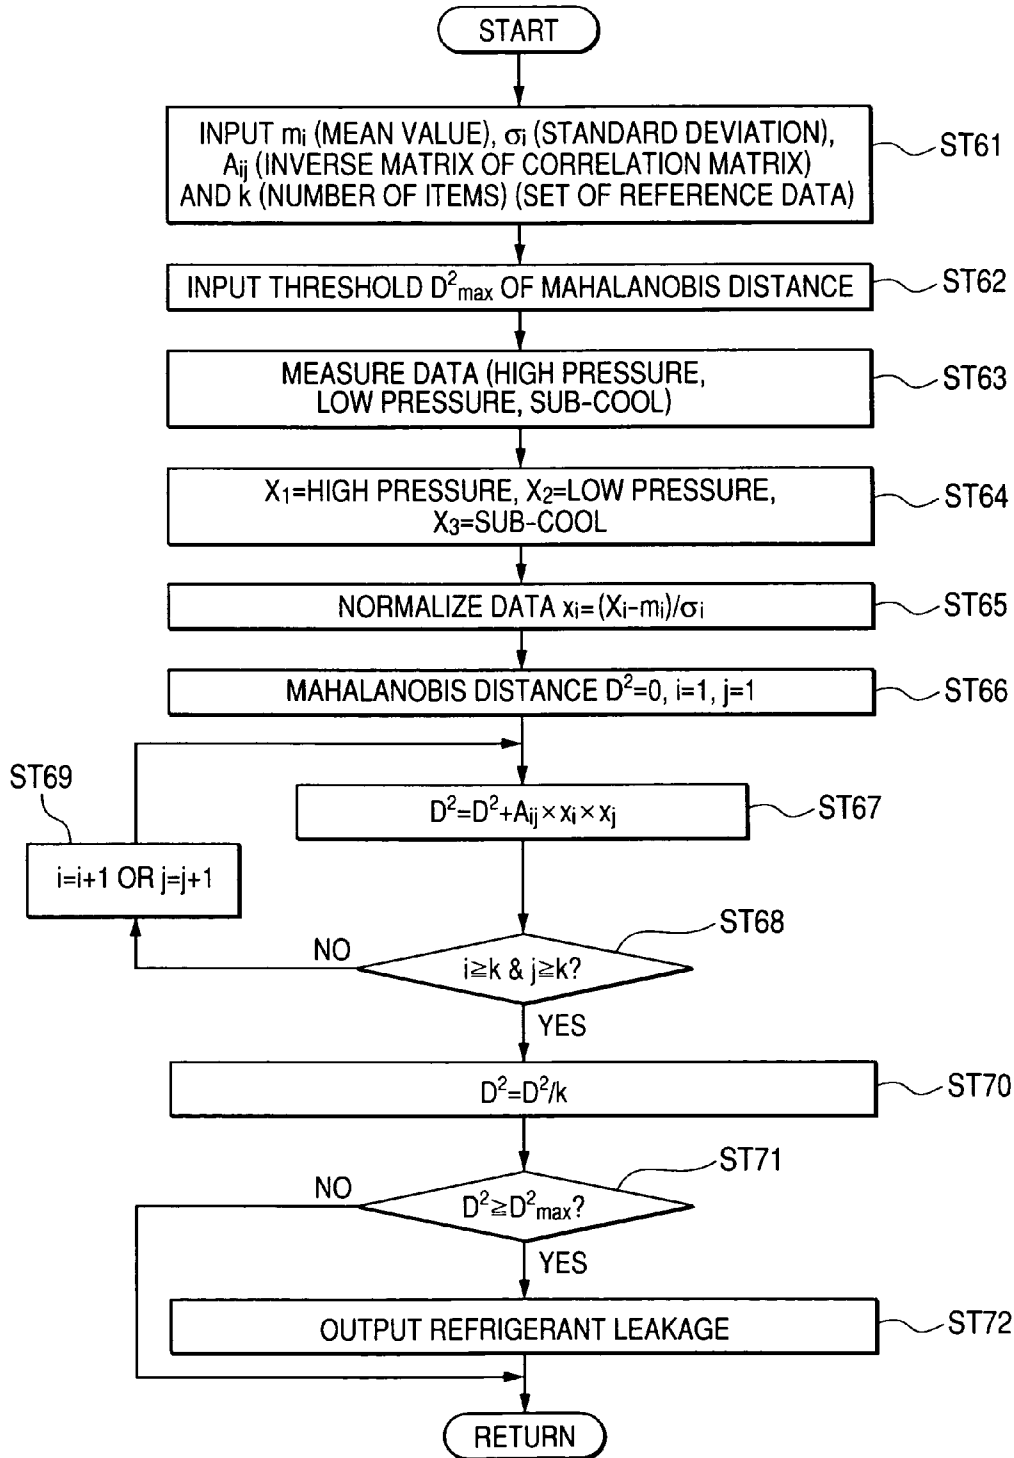 START
INPUT mi (MEAN VALUE), σi (STANDARD DEVIATION),
Aij (INVERSE MATRIX OF CORRELATION MATRIX)
AND k (NUMBER OF ITEMS) (SET OF REFERENCE DATA)
ST61
INPUT THRESHOLD D²max OF MAHALANOBIS DISTANCE
ST62
MEASURE DATA (HIGH PRESSURE,
LOW PRESSURE, SUB-COOL)
ST63
X₁=HIGH PRESSURE, X₂=LOW PRESSURE,
X₃=SUB-COOL
ST64
NORMALIZE DATA xi=(Xi-mi)/σi
ST65
MAHALANOBIS DISTANCE D²=0, i=1, j=1
ST66
ST69
i=i+1 OR j=j+1
D²=D²+Aij×xi×xj
ST67
ST68
NO
i≧k & j≧k?
YES
D²=D²/k
ST70
ST71
NO
D²≧D²max?
YES
OUTPUT REFRIGERANT LEAKAGE
ST72
RETURN